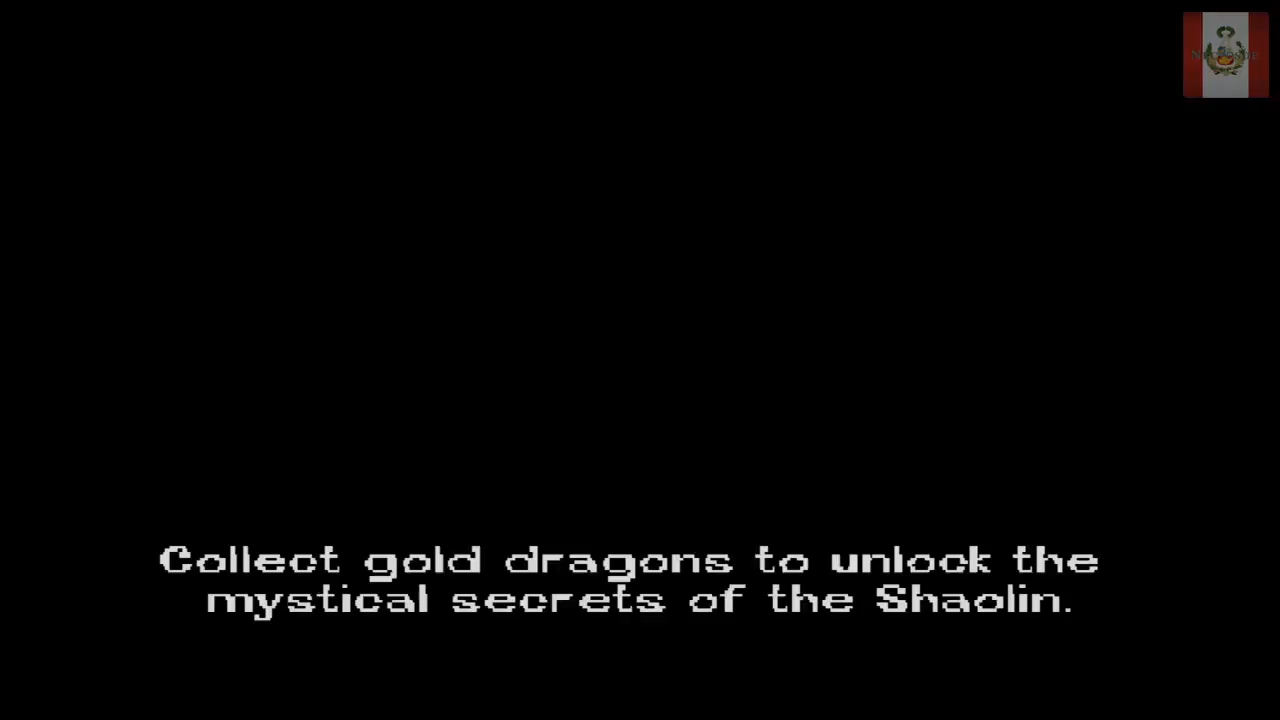 Collect gold dragons to unlock the
mystical secrets of the Shaolin.